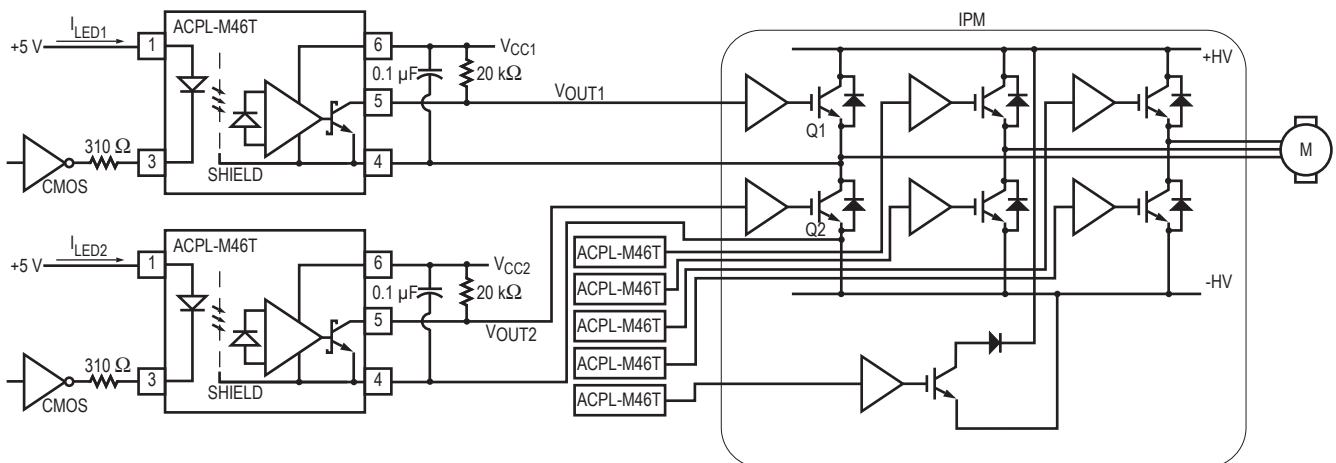 IPM
ACPL-M46T
I LED1
+5 V
1
6
VCC1
+HV
0.1 µF
20 kΩ
5
VOUT1
Q1
310 Ω
3
4
M
SHIELD
CMOS
Q2
ACPL-M46T
I LED2
+5 V
1
6
VCC2
ACPL-M46T
0.1 µF
20 kΩ
ACPL-M46T
-HV
5
VOUT2
ACPL-M46T
310 Ω
3
4
ACPL-M46T
SHIELD
ACPL-M46T
CMOS